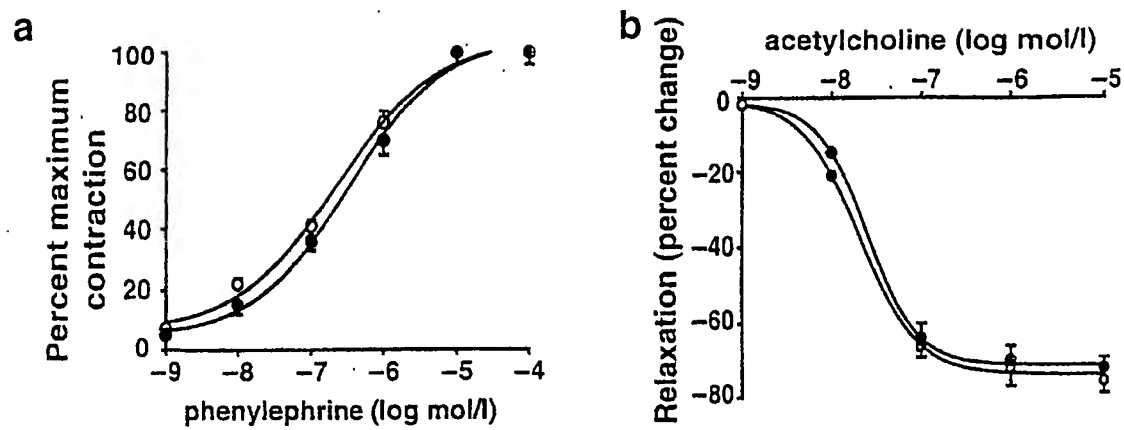 a
100
80
60
40
20
0
Percent maximum
contraction
-9 -8 -7 -6 -5 -4
phenylephrine (log mol/l)
b
acetylcholine (log mol/l)
-9 -8 -7 -6 -5
0
-20
-40
-60
-80
Relaxation (percent change)